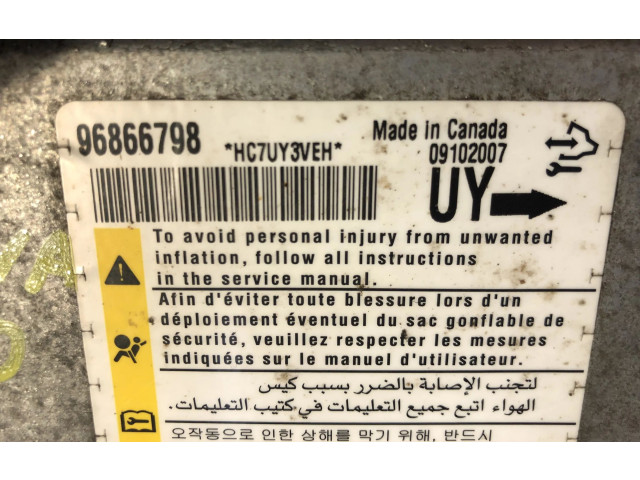 96866798
*HC7UY3VEH*
Made in Canada
09102007
UY
To avoid personal injury from unwanted
inflation, follow all instructions
in the service manual.
Afin d'éviter toute blessure lors d'un
déploiement éventuel du sac gonflable de
sécurité, veuillez respecter les mesures
indiquées sur le manuel d'utilisateur.
لتجنب الإصابة بالضرر بسبب كيس
الهواء اتبع جميع التعليمات في كتيب التعليمات.
오작동으로 인한 상해를 막기 위해, 반드시